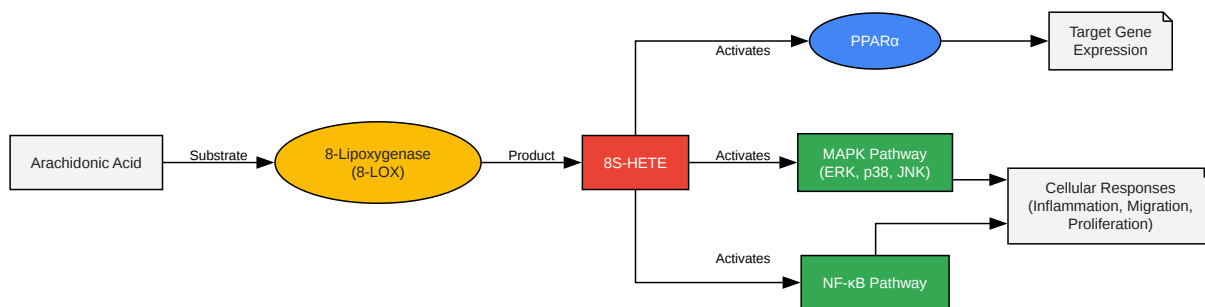 Arachidonic Acid
Substrate
8-Lipoxygenase
(8-LOX)
Product
8S-HETE
Activates
PPARα
Target Gene
Expression
Activates
MAPK Pathway
(ERK, p38, JNK)
Activates
NF-κB Pathway
Cellular Responses
(Inflammation, Migration,
Proliferation)